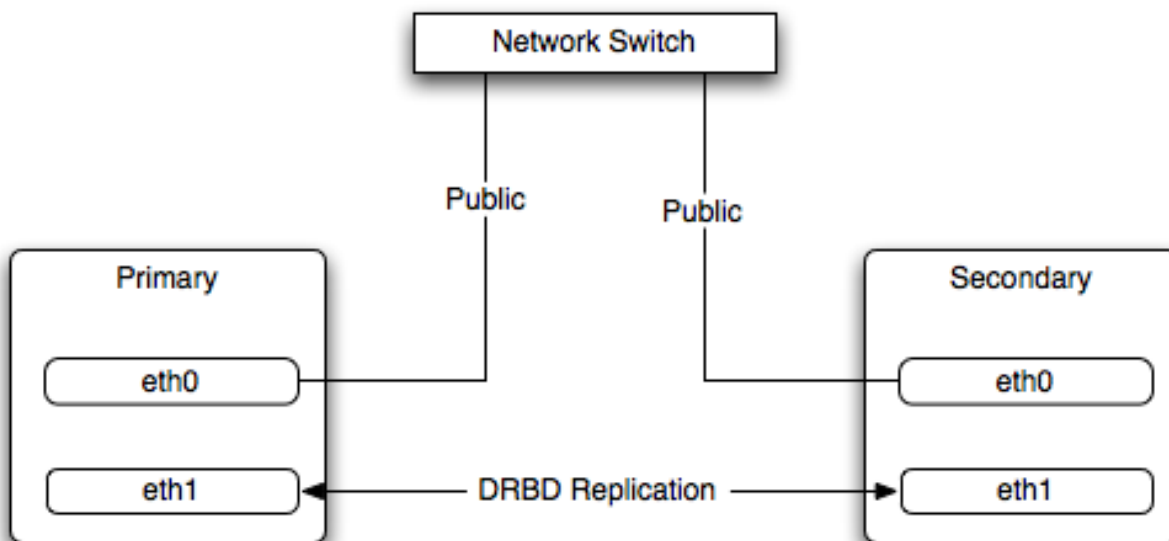 Network Switch
Public
Public
Primary
Secondary
eth0
eth0
eth1
DRBD Replication
eth1